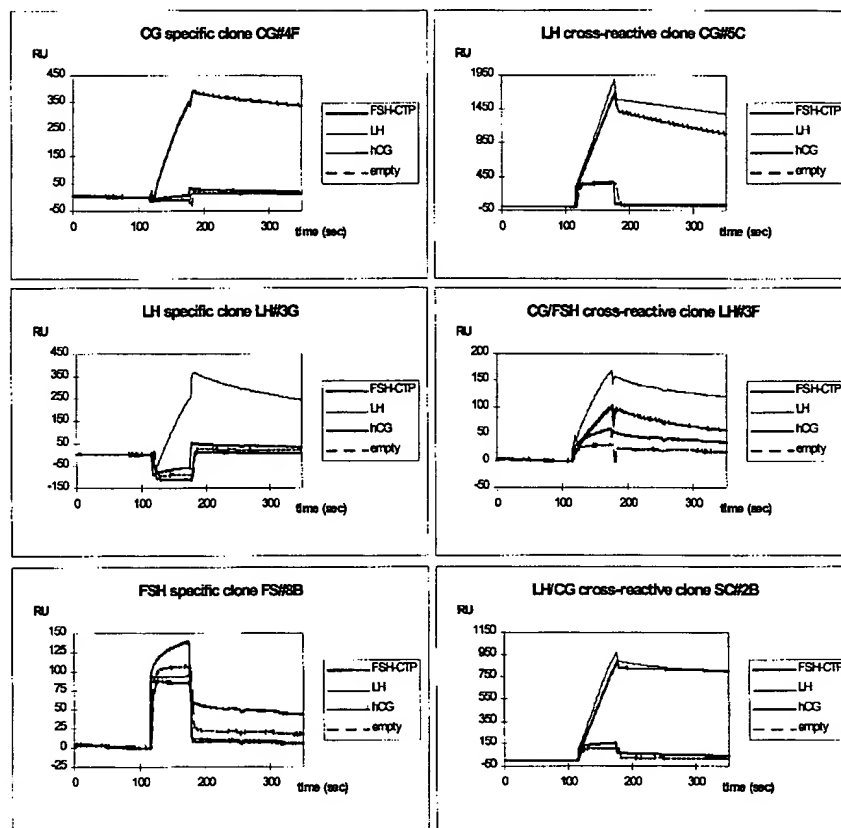 CG specific clone CG#4F
RU
450
350
250
150
50
-50
0
100
200
300
time (sec)
FSH-CTP
LH
hCG
empty
LH cross-reactive clone CG#5C
RU
1950
1450
950
450
-50
0
100
200
300
time (sec)
FSH-CTP
LH
hCG
empty
LH specific clone LH#3G
RU
450
350
250
150
50
-50
-150
0
100
200
300
time (sec)
FSH-CTP
LH
hCG
empty
CG/FSH cross-reactive clone LH#3F
RU
200
150
100
50
0
-50
0
100
200
300
time (sec)
FSH-CTP
LH
hCG
empty
FSH specific clone FS#8B
RU
150
125
100
75
50
25
0
-25
0
100
200
300
time (sec)
FSH-CTP
LH
hCG
empty
LH/CG cross-reactive clone SC#2B
RU
1150
950
750
550
350
150
-50
0
100
200
300
time (sec)
FSH-CTP
LH
hCG
empty